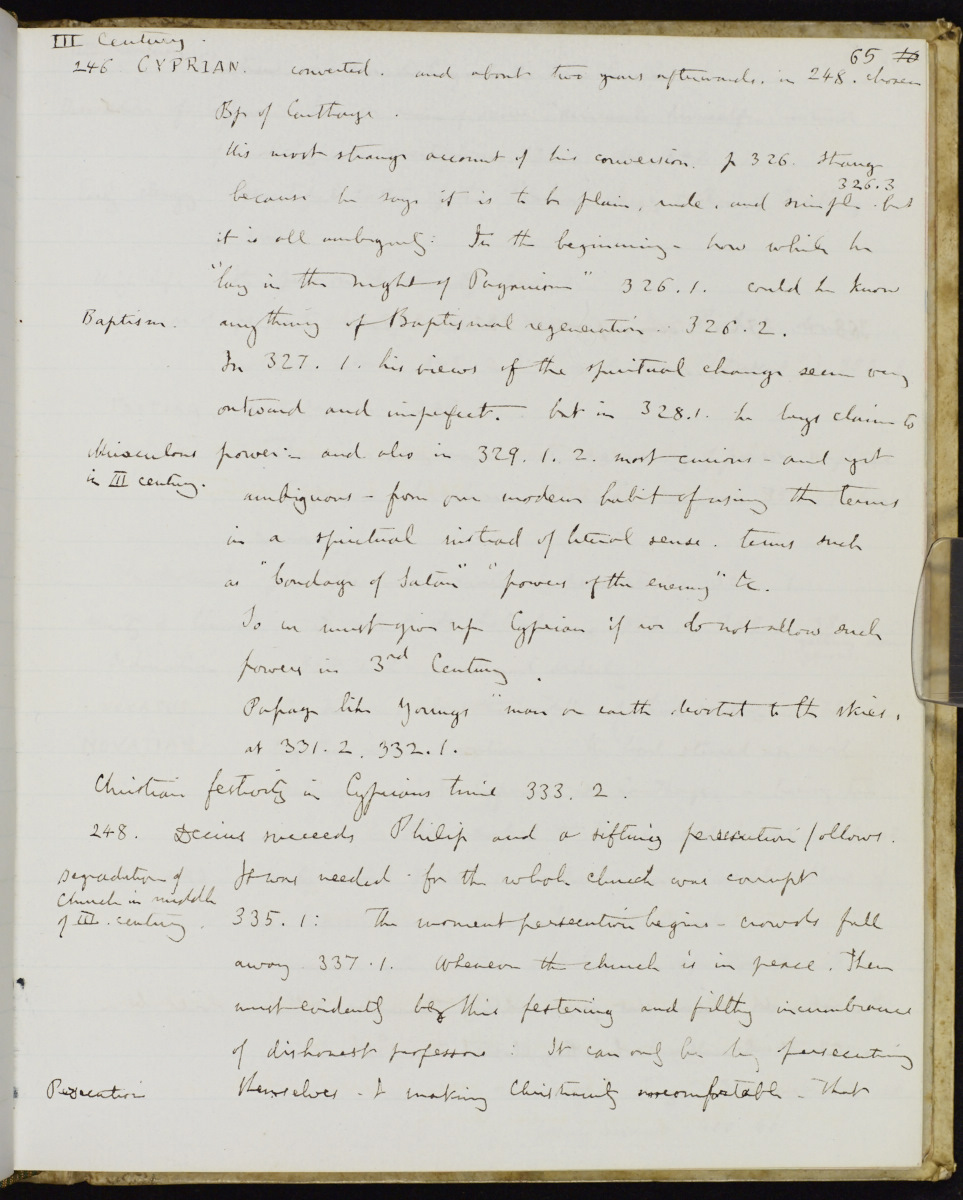 III Century.
65 10
246 CYPRIAN. converted. and about two years afterwards. in 248. chosen
Bp of Carthage.
His most strange account of his conversion. p 326. strange
326.3
because he says it is to be plain, rude, and simple. but
it is all ambiguity: In the beginning - how while he
"lay in the night of Paganism" 326.1. could he know
Baptism.
anything of Baptismal regeneration. 326.2.
In 327.1. his views of the spiritual change seem very
outward and imperfect. but in 328.1. he lays claim to
Miraculous
in III century.
power - and also in 329.1.2. most curious - and yet
ambiguous - from our modern habit of using the terms
in a spiritual instead of literal sense. terms such
as "bondage of Satan" "powers of the enemy" &c.
So we must give up Cyprian if we do not allow such
powers in 3rd Century.
Passage like Youngs "man on earth devoted to the skies.
at 331.2. 332.1.
Christian festivity in Cyprians time 333.2.
248. Decius succeeds Philip and a sifting persecution follows.
Degradation of
Church in middle
of III. century.
It was needed - for the whole church was corrupt
335.1: The moment persecution begins - crowds fall
away. 337.1. Whenever the church is in peace. There
must evidently be this festering and filthy incumbrance
of dishonest professors: It can only be by persecuting
Persecution
themselves - & making Christianity uncomfortable - that